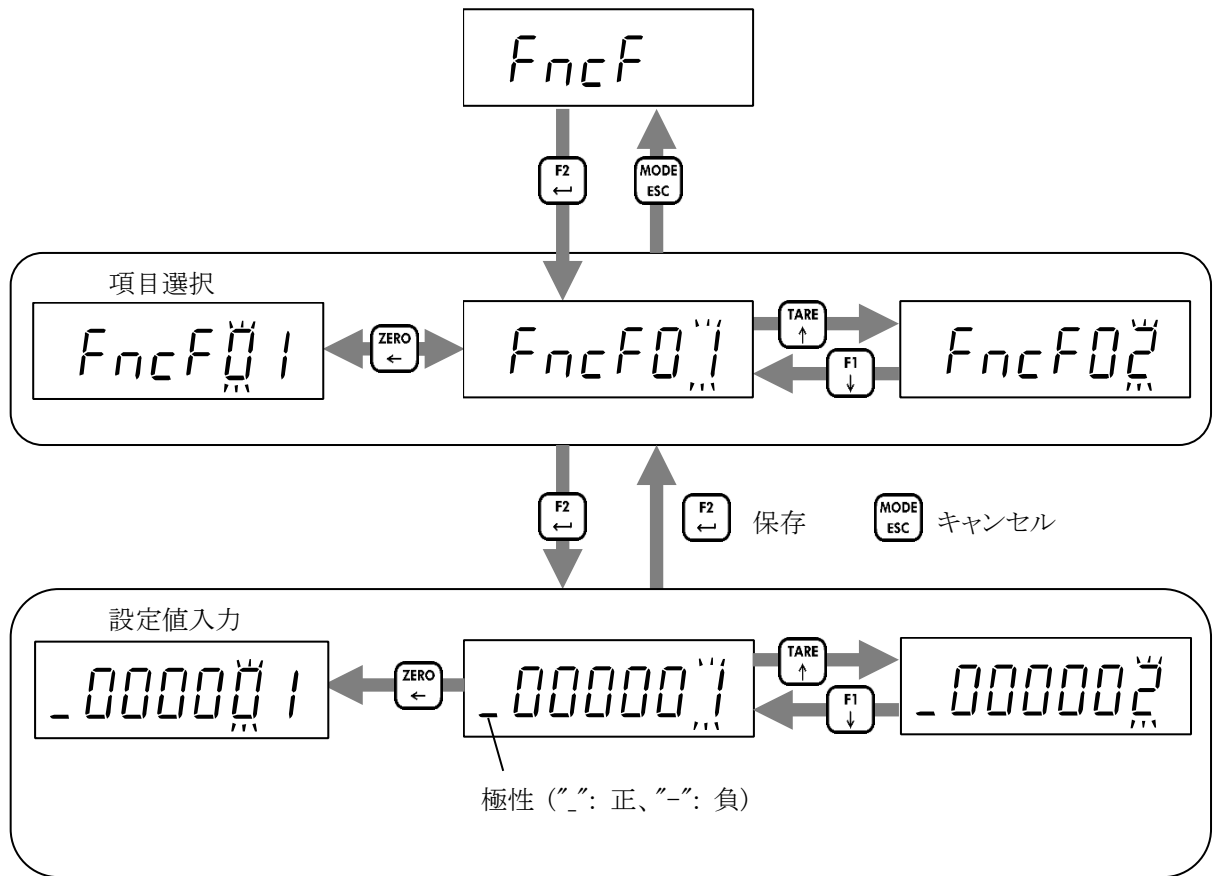 FncF
F2
←
MODE
ESC
項目選択
FncF01
ZERO
←
FncF01
TARE
↑
F1
↓
FncF02
F2
←
F2
←
保存
MODE
ESC
キャンセル
設定値入力
_000001
ZERO
←
_000001
TARE
↑
F1
↓
_000002
極性 ("_": 正、"-": 負)